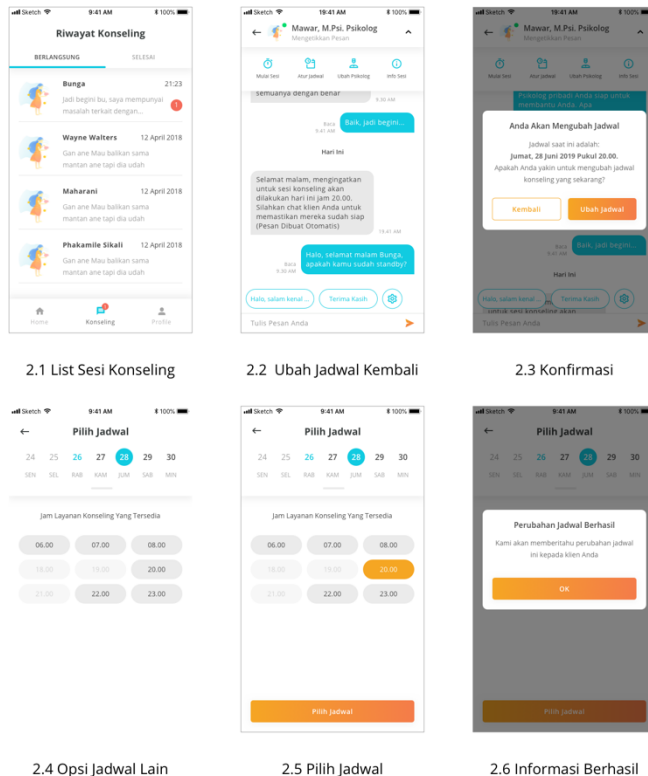 Sketch 9:41 AM 100%
Riwayat Konseling
BERLANGSUNG SELESAI
Bunga 21:23
Jadi begini bu, saya mempunyai
masalah terkait dengan... 1
Wayne Walters 12 April 2018
Gan ane Mau balikan sama
mantan ane tapi dia udah
Maharani 12 April 2018
Gan ane Mau balikan sama
mantan ane tapi dia udah
Phakamile Sikali 12 April 2018
Gan ane Mau balikan sama
mantan ane tapi dia udah
Home Konseling Profile
2.1 List Sesi Konseling
Sketch 19:41 AM 100%
Mawar, M.Psi. Psikolog
Mengetikkan Pesan
Mulai Sesi Atur Jadwal Ubah Psikolog Info Sesi
semuanya dengan benar
9.30 AM
Baik, jadi begini...
Baca
9.41 AM
Hari Ini
Selamat malam, mengingatkan
untuk sesi konseling akan
dilakukan hari ini jam 20.00.
Silahkan chat klien Anda untuk
memastikan mereka sudah siap
(Pesan Dibuat Otomatis)
19.41 AM
Halo, selamat malam Bunga,
apakah kamu sudah standby?
Baca
9.30 AM
Halo, salam kenal ... Terima Kasih
Tulis Pesan Anda
2.2 Ubah Jadwal Kembali
Sketch 19:41 AM 100%
Mawar, M.Psi. Psikolog
Mengetikkan Pesan
Mulai Sesi Atur Jadwal Ubah Psikolog Info Sesi
Psikolog pribadi Anda siap untuk
membantu Anda. Apa
Anda Akan Mengubah Jadwal
Jadwal saat ini adalah:
Jumat, 28 Juni 2019 Pukul 20.00.
Apakah Anda yakin untuk mengubah jadwal
konseling yang sekarang?
Kembali Ubah Jadwal
Baik, jadi begini...
Baca
9.41 AM
Hari Ini
Halo, salam kenal ... Terima Kasih
untuk sesi konseling akan
Tulis Pesan Anda
2.3 Konfirmasi
Sketch 9:41 AM 100%
Pilih Jadwal
24 25 26 27 28 29 30
SEN SEL RAB KAM JUM SAB MIN
Jam Layanan Konseling Yang Tersedia
06.00 07.00 08.00
18.00 19.00 20.00
21.00 22.00 23.00
2.4 Opsi Jadwal Lain
Sketch 9:41 AM 100%
Pilih Jadwal
24 25 26 27 28 29 30
SEN SEL RAB KAM JUM SAB MIN
Jam Layanan Konseling Yang Tersedia
06.00 07.00 08.00
18.00 19.00 20.00
21.00 22.00 23.00
Pilih Jadwal
2.5 Pilih Jadwal
Sketch 9:41 AM 100%
Pilih Jadwal
24 25 26 27 28 29 30
SEN SEL RAB KAM JUM SAB MIN
Perubahan Jadwal Berhasil
Kami akan memberitahu perubahan jadwal
ini kepada klien Anda
OK
Pilih Jadwal
2.6 Informasi Berhasil